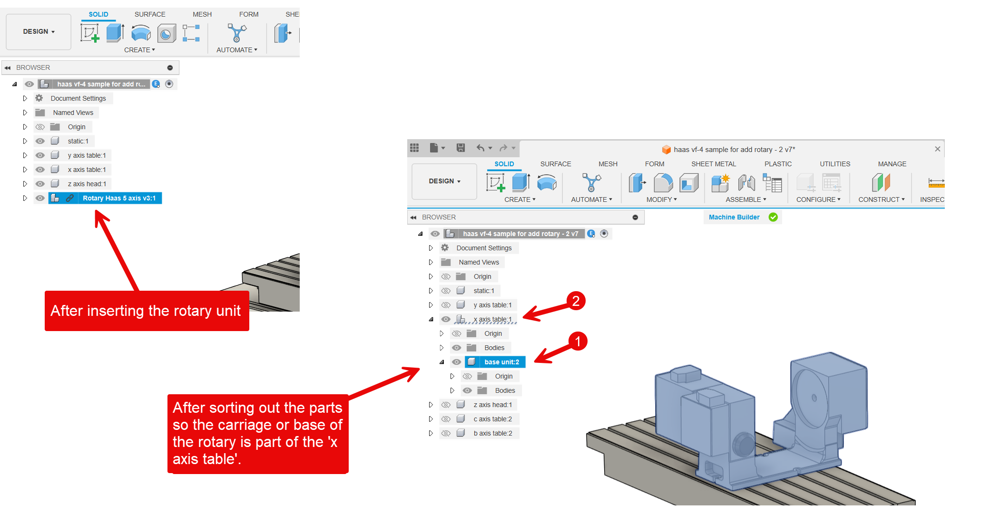 SOLID SURFACE MESH FORM SHE
DESIGN
CREATE AUTOMATE
BROWSER
haas vf-4 sample for add r(...
E
Document Settings
Named Views
Origin
static:1
y axis table:1
x axis table:1
z axis head:1
Rotary Haas 5 axis v3:1
After inserting the rotary unit
haas vf-4 sample for add rotary - 2 v7*
SOLID SURFACE MESH FORM SHEET METAL PLASTIC UTILITIES MANAGE
DESIGN
CREATE AUTOMATE MODIFY ASSEMBLE CONFIGURE CONSTRUCT INSPEC
BROWSER
Machine Builder
haas vf-4 sample for add rotary - 2 v7
E
Document Settings
Named Views
Origin
static:1
y axis table:1
2
x axis table:1
Origin
1
Bodies
base unit:2
Origin
Bodies
z axis head:1
c axis table:2
b axis table:2
After sorting out the parts
so the carriage or base of
the rotary is part of the 'x
axis table'.